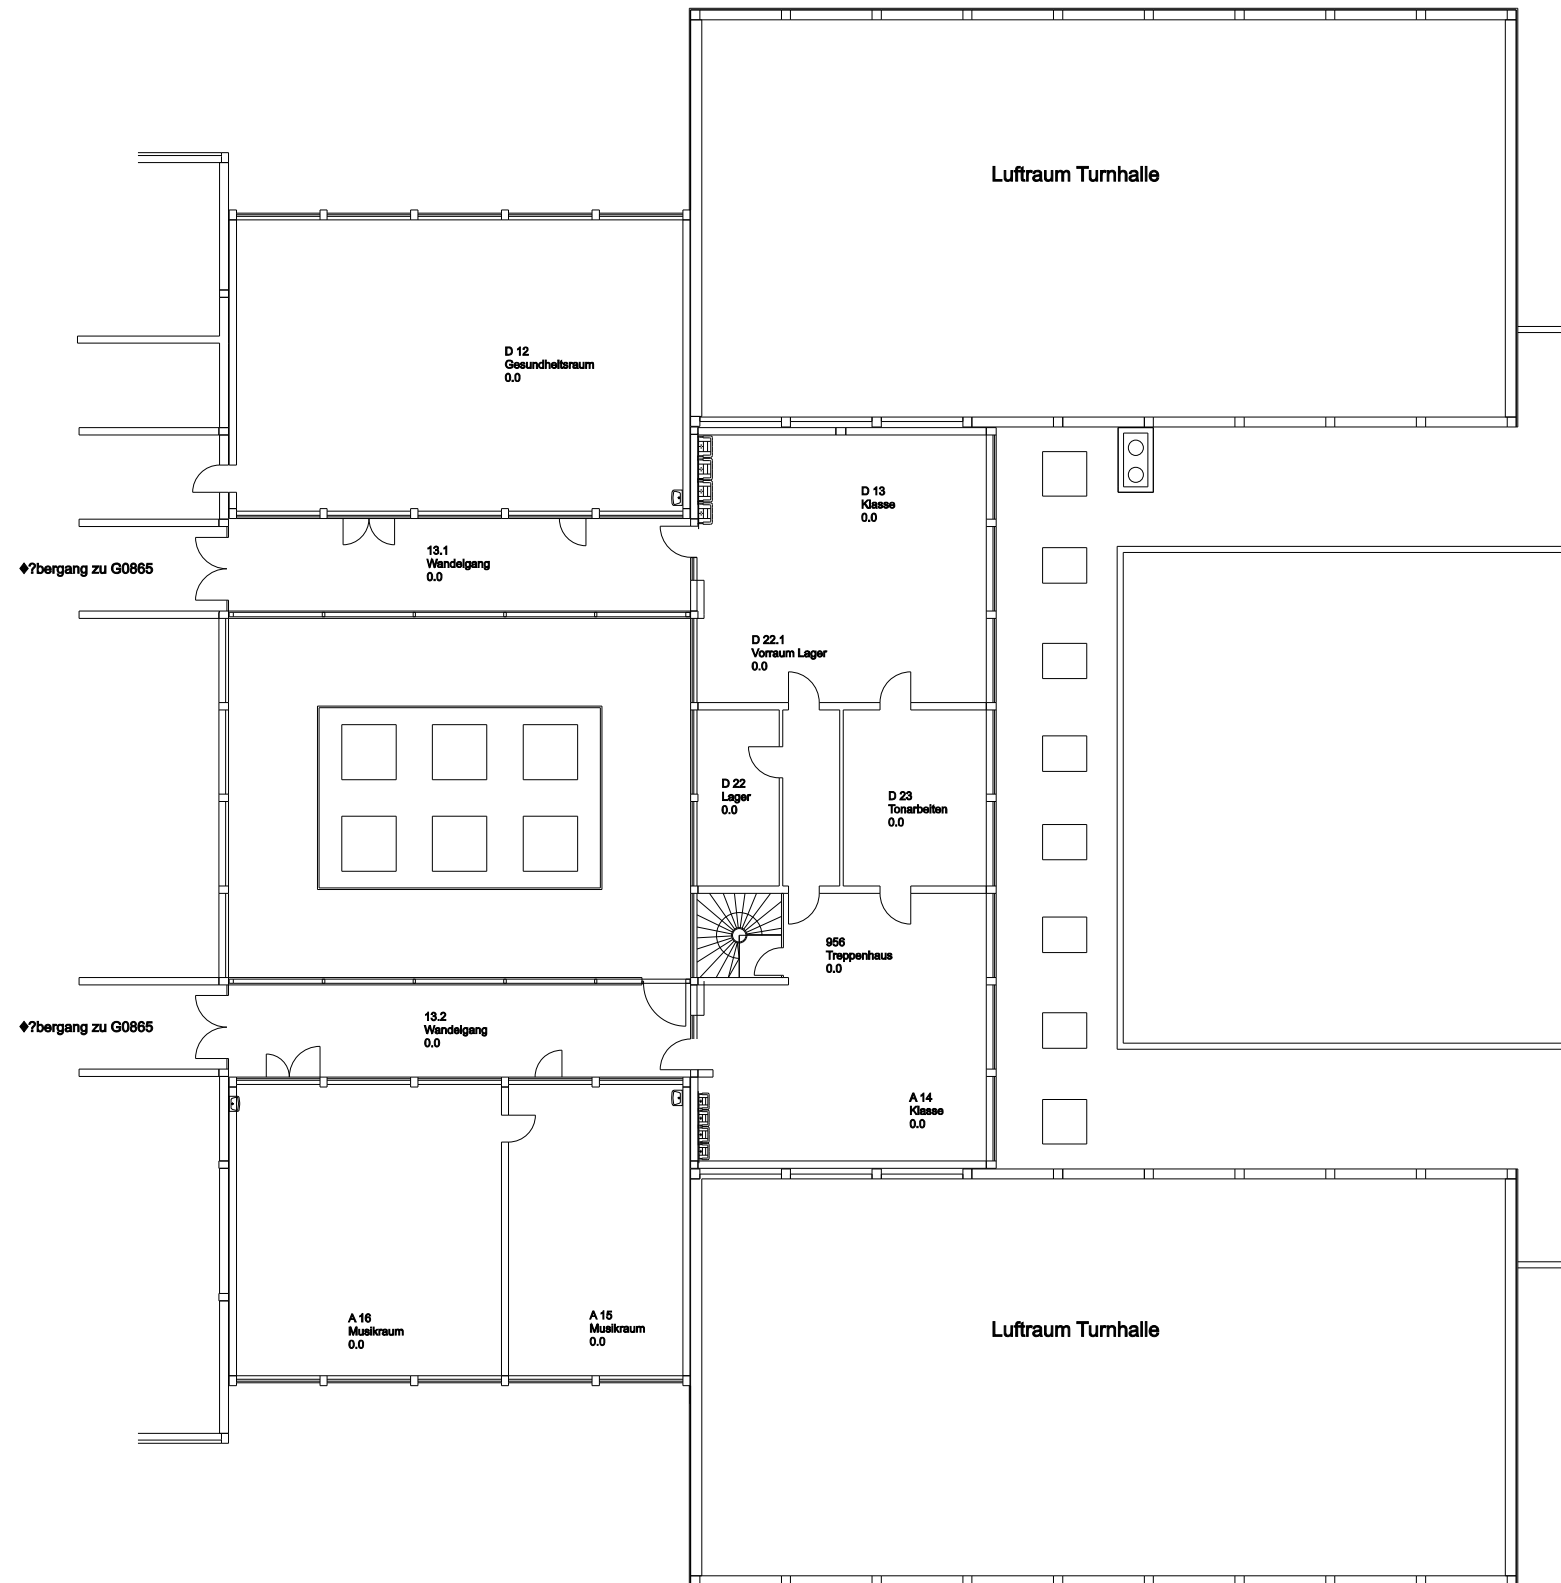 Luftraum Turnhalle
D 12
Gesundheitsraum
0.0
D 13
Klasse
0.0
13.1
Wandelgang
0.0
�?bergang zu G0865
D 22.1
Vorraum Lager
0.0
D 22
Lager
0.0
D 23
Tonarbeiten
0.0
956
Treppenhaus
0.0
13.2
Wandelgang
0.0
�?bergang zu G0865
A 14
Klasse
0.0
A 16
Musikraum
0.0
A 15
Musikraum
0.0
Luftraum Turnhalle